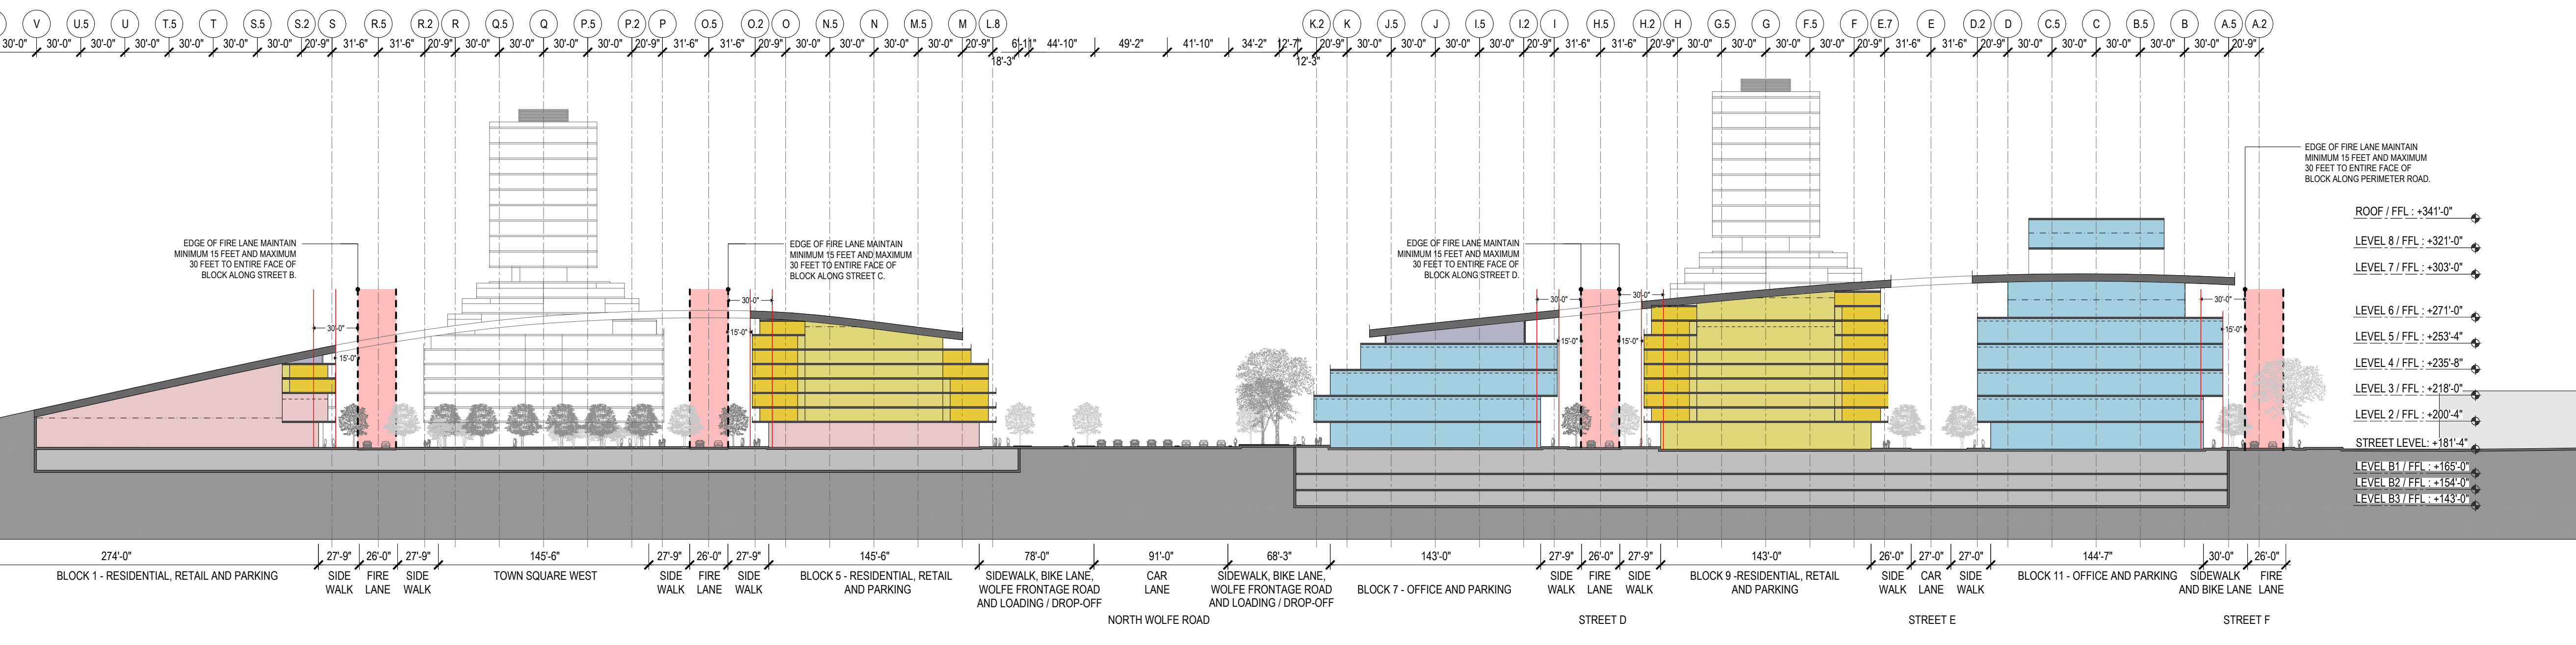 V U.5 U T.5 T S.5 S.2 S R.5 R.2 R Q.5 Q P.5 P.2 P O.5 O.2 O N.5 N M.5 M L.8 K.2 K J.5 J I.5 I.2 I H.5 H.2 H G.5 G F.5 F E.7 E D.2 D C.5 C B.5 B A.5 A.2
30'-0" 30'-0" 30'-0" 30'-0" 30'-0" 30'-0" 30'-0" 20'-9" 31'-6" 31'-6" 20'-9" 30'-0" 30'-0" 30'-0" 30'-0" 20'-9" 31'-6" 31'-6" 20'-9" 30'-0" 30'-0" 30'-0" 30'-0" 20'-9" 6'-11" 44'-10" 49'-2" 41'-10" 34'-2" 12'-7" 20'-9" 30'-0" 30'-0" 30'-0" 30'-0" 20'-9" 31'-6" 31'-6" 20'-9" 30'-0" 30'-0" 30'-0" 30'-0" 20'-9" 31'-6" 31'-6" 20'-9" 30'-0" 30'-0" 30'-0" 30'-0" 30'-0" 20'-9"
18'-3" 12'-3"
EDGE OF FIRE LANE MAINTAIN
MINIMUM 15 FEET AND MAXIMUM
30 FEET TO ENTIRE FACE OF
BLOCK ALONG STREET B.
EDGE OF FIRE LANE MAINTAIN
MINIMUM 15 FEET AND MAXIMUM
30 FEET TO ENTIRE FACE OF
BLOCK ALONG STREET C.
EDGE OF FIRE LANE MAINTAIN
MINIMUM 15 FEET AND MAXIMUM
30 FEET TO ENTIRE FACE OF
BLOCK ALONG STREET D.
EDGE OF FIRE LANE MAINTAIN
MINIMUM 15 FEET AND MAXIMUM
30 FEET TO ENTIRE FACE OF
BLOCK ALONG PERIMETER ROAD.
30'-0" 30'-0" 30'-0" 30'-0" 30'-0"
15'-0" 15'-0" 15'-0" 15'-0" 15'-0"
ROOF / FFL : +341'-0"
LEVEL 8 / FFL : +321'-0"
LEVEL 7 / FFL : +303'-0"
LEVEL 6 / FFL : +271'-0"
LEVEL 5 / FFL : +253'-4"
LEVEL 4 / FFL : +235'-8"
LEVEL 3 / FFL : +218'-0"
LEVEL 2 / FFL : +200'-4"
STREET LEVEL: +181'-4"
LEVEL B1 / FFL : +165'-0"
LEVEL B2 / FFL : +154'-0"
LEVEL B3 / FFL : +143'-0"
274'-0" 27'-9" 26'-0" 27'-9" 145'-6" 27'-9" 26'-0" 27'-9" 145'-6" 78'-0" 91'-0" 68'-3" 143'-0" 27'-9" 26'-0" 27'-9" 143'-0" 26'-0" 27'-0" 27'-0" 144'-7" 30'-0" 26'-0"
BLOCK 1 - RESIDENTIAL, RETAIL AND PARKING
SIDE
WALK
FIRE
LANE
SIDE
WALK
TOWN SQUARE WEST
SIDE
WALK
FIRE
LANE
SIDE
WALK
BLOCK 5 - RESIDENTIAL, RETAIL
AND PARKING
SIDEWALK, BIKE LANE,
WOLFE FRONTAGE ROAD
AND LOADING / DROP-OFF
CAR
LANE
SIDEWALK, BIKE LANE,
WOLFE FRONTAGE ROAD
AND LOADING / DROP-OFF
BLOCK 7 - OFFICE AND PARKING
SIDE
WALK
FIRE
LANE
SIDE
WALK
BLOCK 9 -RESIDENTIAL, RETAIL
AND PARKING
SIDE
WALK
CAR
LANE
SIDE
WALK
BLOCK 11 - OFFICE AND PARKING
SIDEWALK
AND BIKE LANE
FIRE
LANE
NORTH WOLFE ROAD
STREET D
STREET E
STREET F